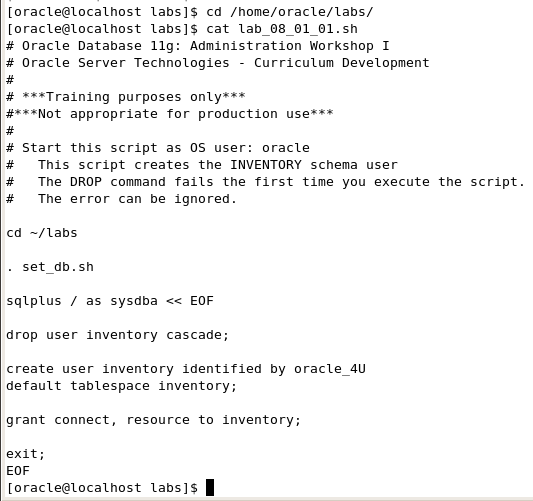 [oracle@localhost labs]$ cd /home/oracle/labs/
[oracle@localhost labs]$ cat lab_08_01_01.sh
# Oracle Database 11g: Administration Workshop I
# Oracle Server Technologies - Curriculum Development
#
# ***Training purposes only***
#***Not appropriate for production use***
#
# Start this script as OS user: oracle
#   This script creates the INVENTORY schema user
#   The DROP command fails the first time you execute the script.
#   The error can be ignored.
cd ~/labs
. set_db.sh
sqlplus / as sysdba << EOF
drop user inventory cascade;
create user inventory identified by oracle_4U
default tablespace inventory;
grant connect, resource to inventory;
exit;
EOF
[oracle@localhost labs]$